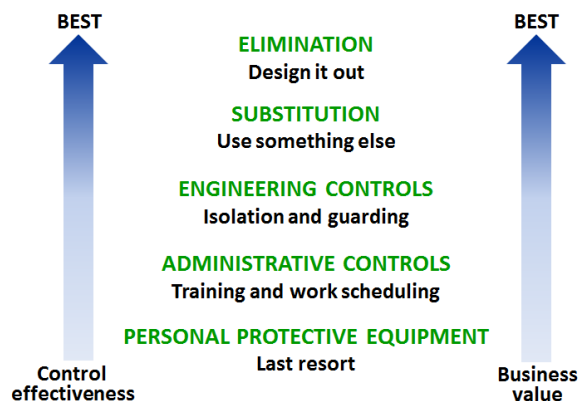 BEST
BEST
ELIMINATION
Design it out
SUBSTITUTION
Use something else
ENGINEERING CONTROLS
Isolation and guarding
ADMINISTRATIVE CONTROLS
Training and work scheduling
PERSONAL PROTECTIVE EQUIPMENT
Last resort
Control
effectiveness
Business
value